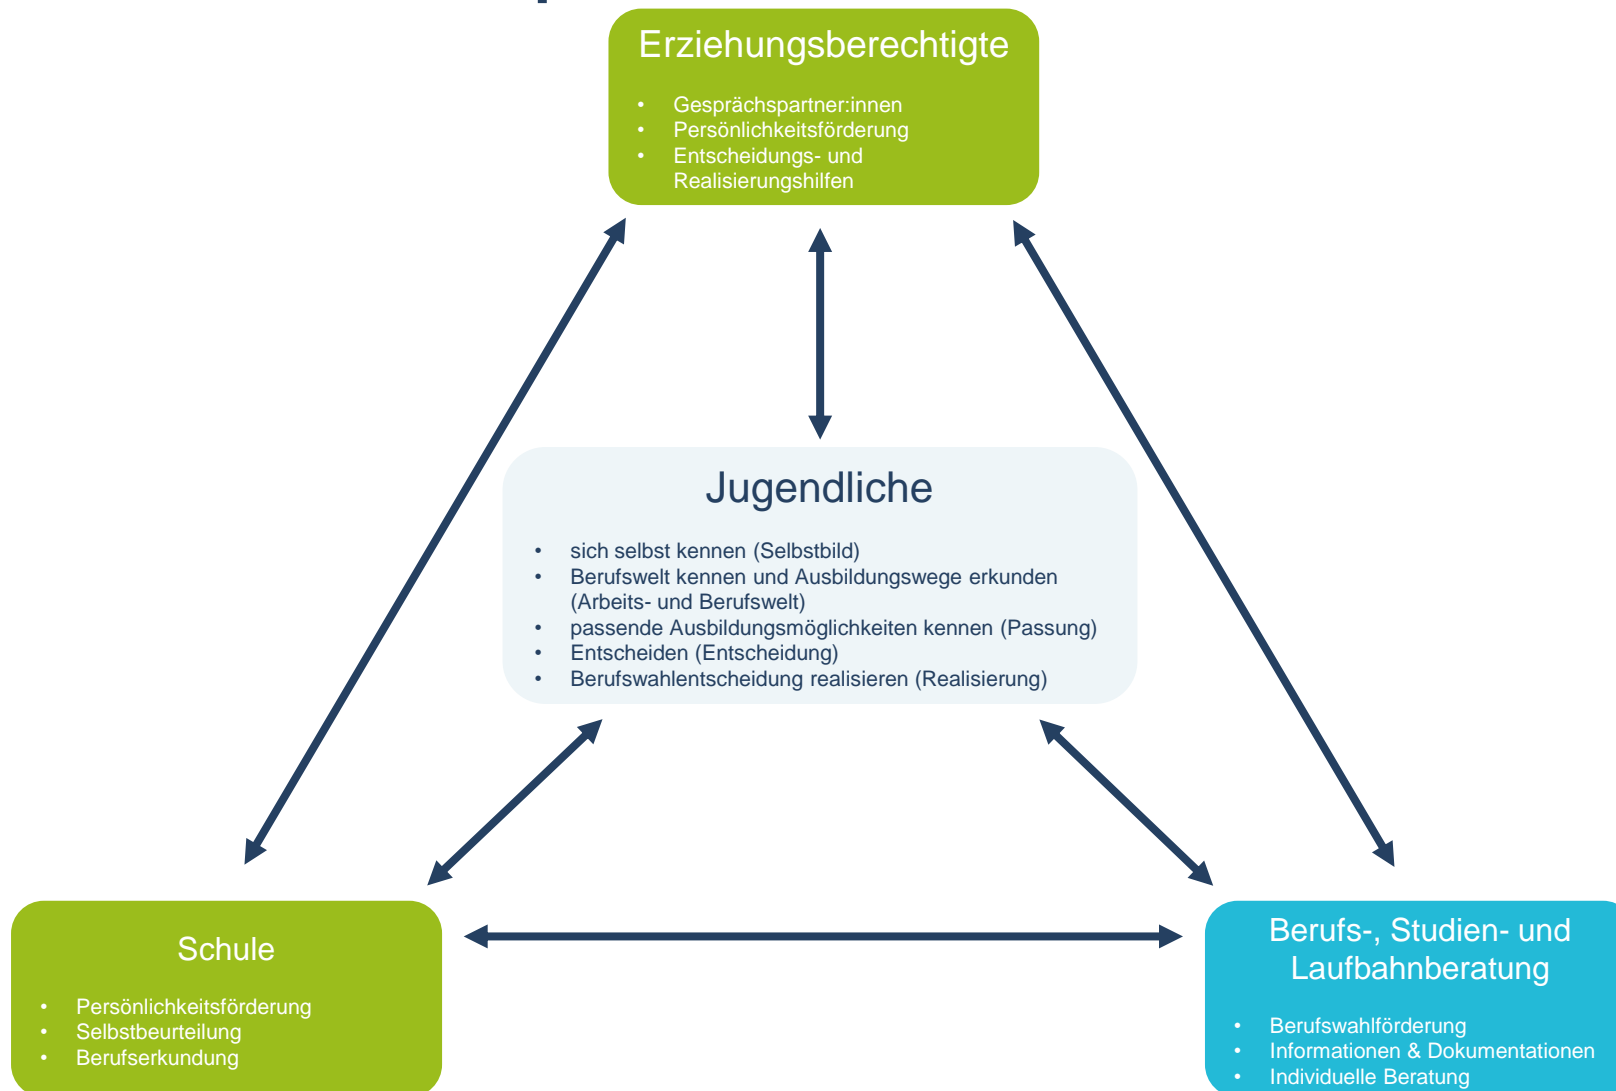 Erziehungsberechtigte
• Gesprächspartner:innen
• Persönlichkeitsförderung
• Entscheidungs- und
Realisierungshilfen
Jugendliche
• sich selbst kennen (Selbstbild)
• Berufswelt kennen und Ausbildungswege erkunden
(Arbeits- und Berufswelt)
• passende Ausbildungsmöglichkeiten kennen (Passung)
• Entscheiden (Entscheidung)
• Berufswahlentscheidung realisieren (Realisierung)
Schule
• Persönlichkeitsförderung
• Selbstbeurteilung
• Berufserkundung
Berufs-, Studien- und
Laufbahnberatung
• Berufswahlförderung
• Informationen & Dokumentationen
• Individuelle Beratung